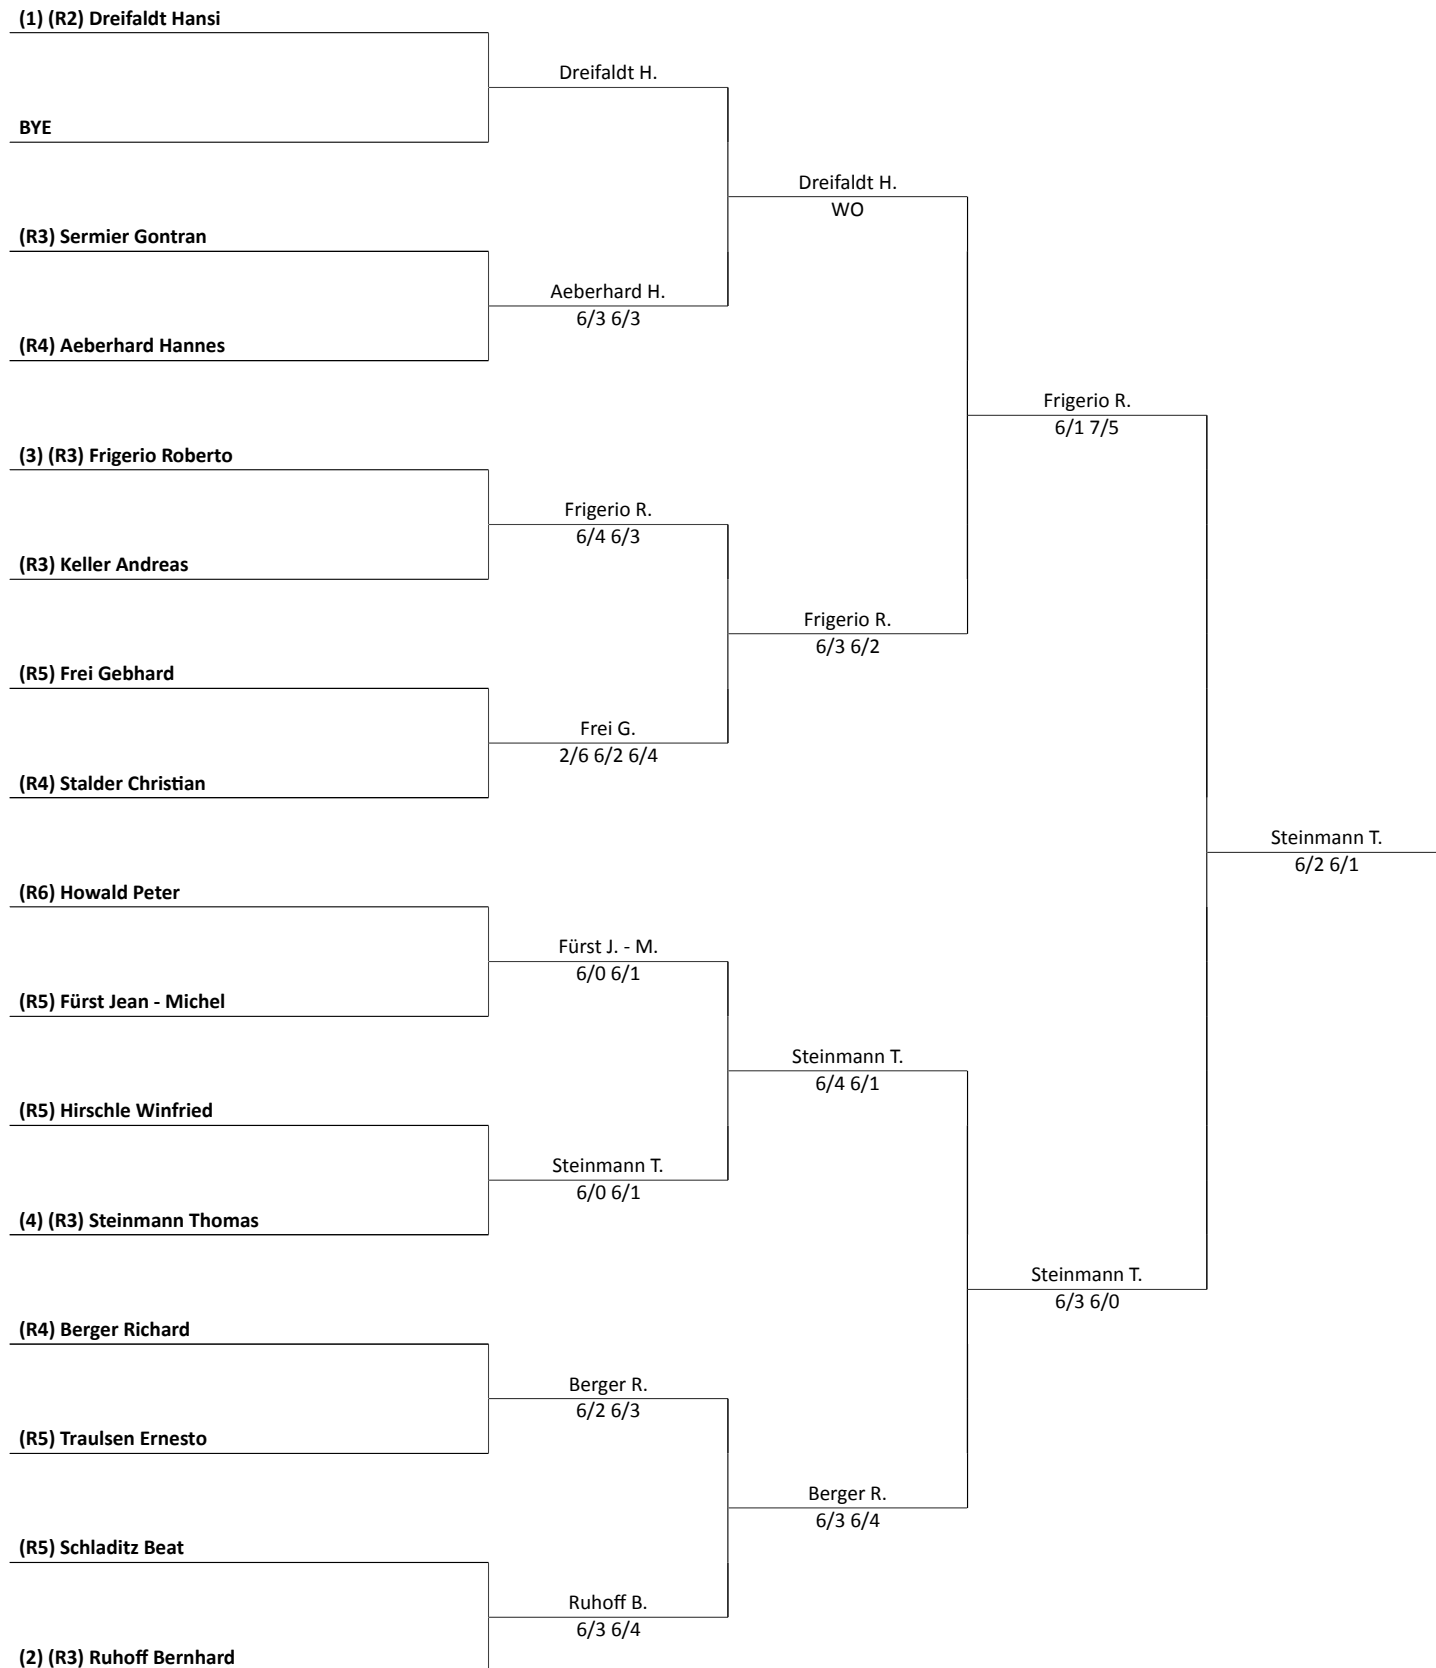 (1) (R2) Dreifaldt Hansi
Dreifaldt H.
BYE
Dreifaldt H.
WO
(R3) Sermier Gontran
Aeberhard H.
6/3 6/3
(R4) Aeberhard Hannes
Frigerio R.
6/1 7/5
(3) (R3) Frigerio Roberto
Frigerio R.
6/4 6/3
(R3) Keller Andreas
Frigerio R.
6/3 6/2
(R5) Frei Gebhard
Frei G.
2/6 6/2 6/4
(R4) Stalder Christian
Steinmann T.
6/2 6/1
(R6) Howald Peter
Fürst J. - M.
6/0 6/1
(R5) Fürst Jean - Michel
Steinmann T.
6/4 6/1
(R5) Hirschle Winfried
Steinmann T.
6/0 6/1
(4) (R3) Steinmann Thomas
Steinmann T.
6/3 6/0
(R4) Berger Richard
Berger R.
6/2 6/3
(R5) Traulsen Ernesto
Berger R.
6/3 6/4
(R5) Schladitz Beat
Ruhoff B.
6/3 6/4
(2) (R3) Ruhoff Bernhard